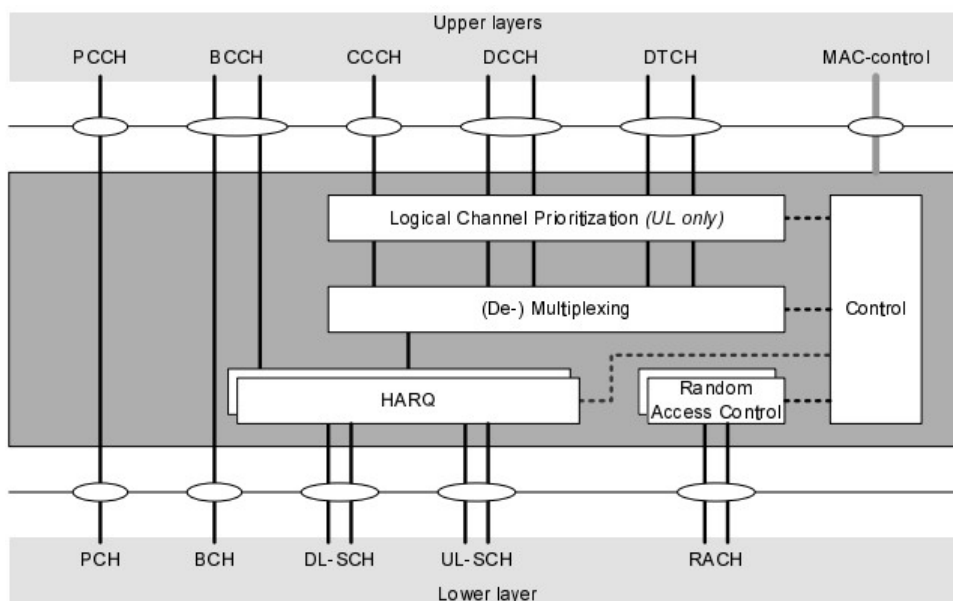 Upper layers
PCCH BCCH CCCH DCCH DTCH MAC-control
Logical Channel Prioritization (UL only)
(De-) Multiplexing
Control
HARQ
Random
Access Control
PCH BCH DL-SCH UL-SCH RACH
Lower layer